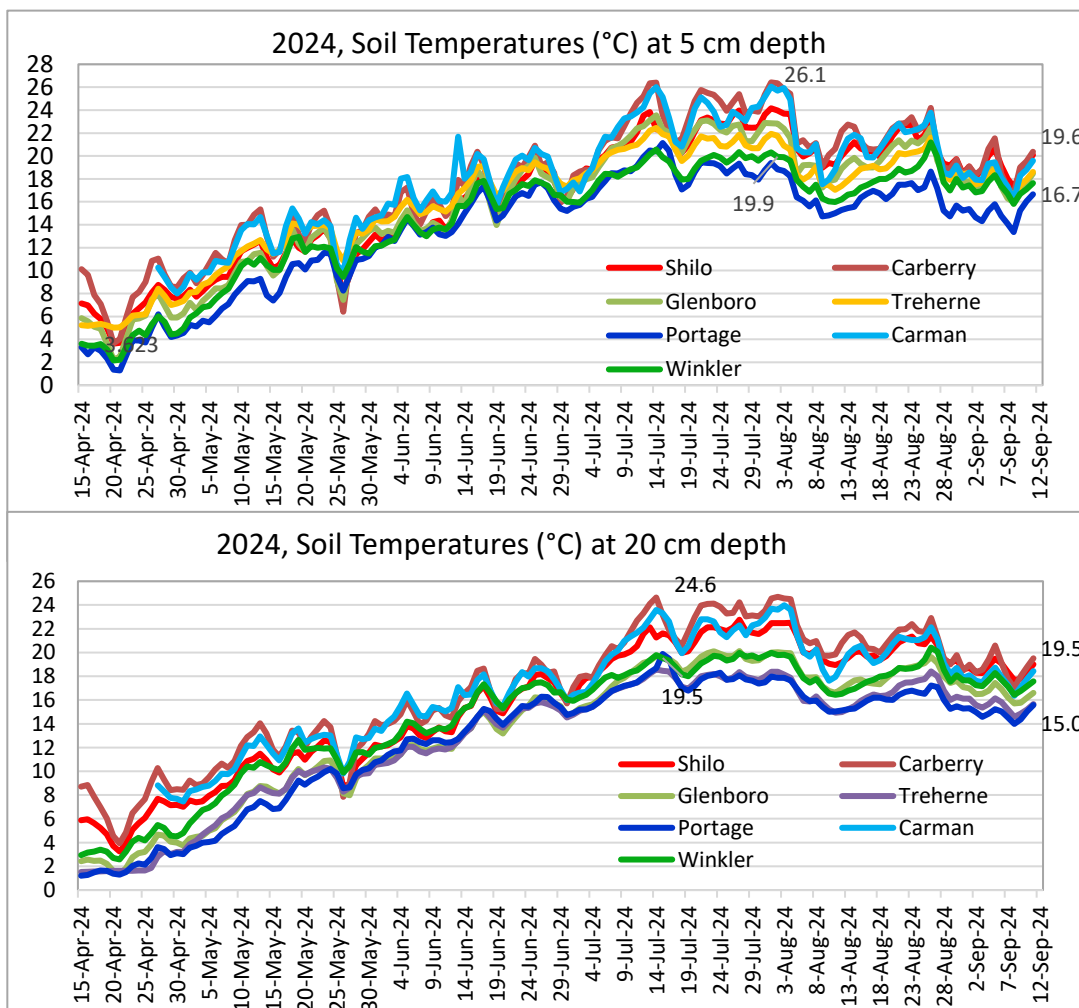 2024, Soil Temperatures (°C) at 5 cm depth
28
26
24
22
20
18
16
14
12
10
8
6
4
2
0
26.1
19.6
16.7
19.9
3.623
Shilo
Carberry
Glenboro
Treherne
Portage
Carman
Winkler
15-Apr-24
20-Apr-24
25-Apr-24
30-Apr-24
5-May-24
10-May-24
15-May-24
20-May-24
25-May-24
30-May-24
4-Jun-24
9-Jun-24
14-Jun-24
19-Jun-24
24-Jun-24
29-Jun-24
4-Jul-24
9-Jul-24
14-Jul-24
19-Jul-24
24-Jul-24
29-Jul-24
3-Aug-24
8-Aug-24
13-Aug-24
18-Aug-24
23-Aug-24
28-Aug-24
2-Sep-24
7-Sep-24
12-Sep-24
2024, Soil Temperatures (°C) at 20 cm depth
26
24
22
20
18
16
14
12
10
8
6
4
2
0
24.6
19.5
19.5
15.0
Shilo
Carberry
Glenboro
Treherne
Portage
Carman
Winkler
15-Apr-24
20-Apr-24
25-Apr-24
30-Apr-24
5-May-24
10-May-24
15-May-24
20-May-24
25-May-24
30-May-24
4-Jun-24
9-Jun-24
14-Jun-24
19-Jun-24
24-Jun-24
29-Jun-24
4-Jul-24
9-Jul-24
14-Jul-24
19-Jul-24
24-Jul-24
29-Jul-24
3-Aug-24
8-Aug-24
13-Aug-24
18-Aug-24
23-Aug-24
28-Aug-24
2-Sep-24
7-Sep-24
12-Sep-24